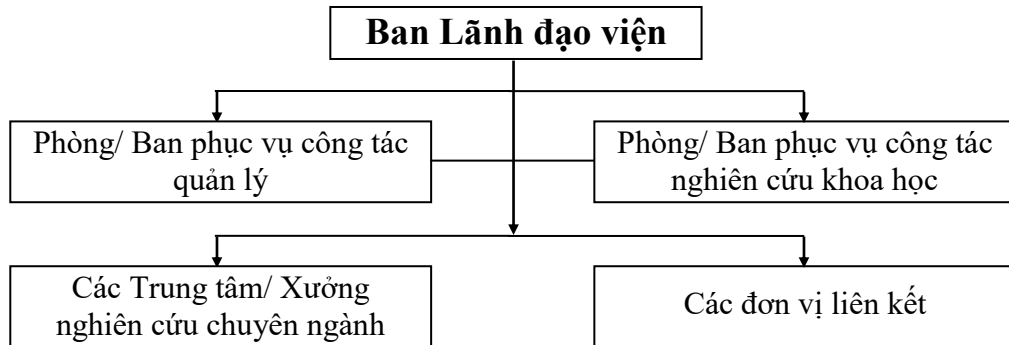 Ban Lãnh đạo viện
Phòng/ Ban phục vụ công tác
quản lý
Phòng/ Ban phục vụ công tác
nghiên cứu khoa học
Các Trung tâm/ Xưởng
nghiên cứu chuyên ngành
Các đơn vị liên kết